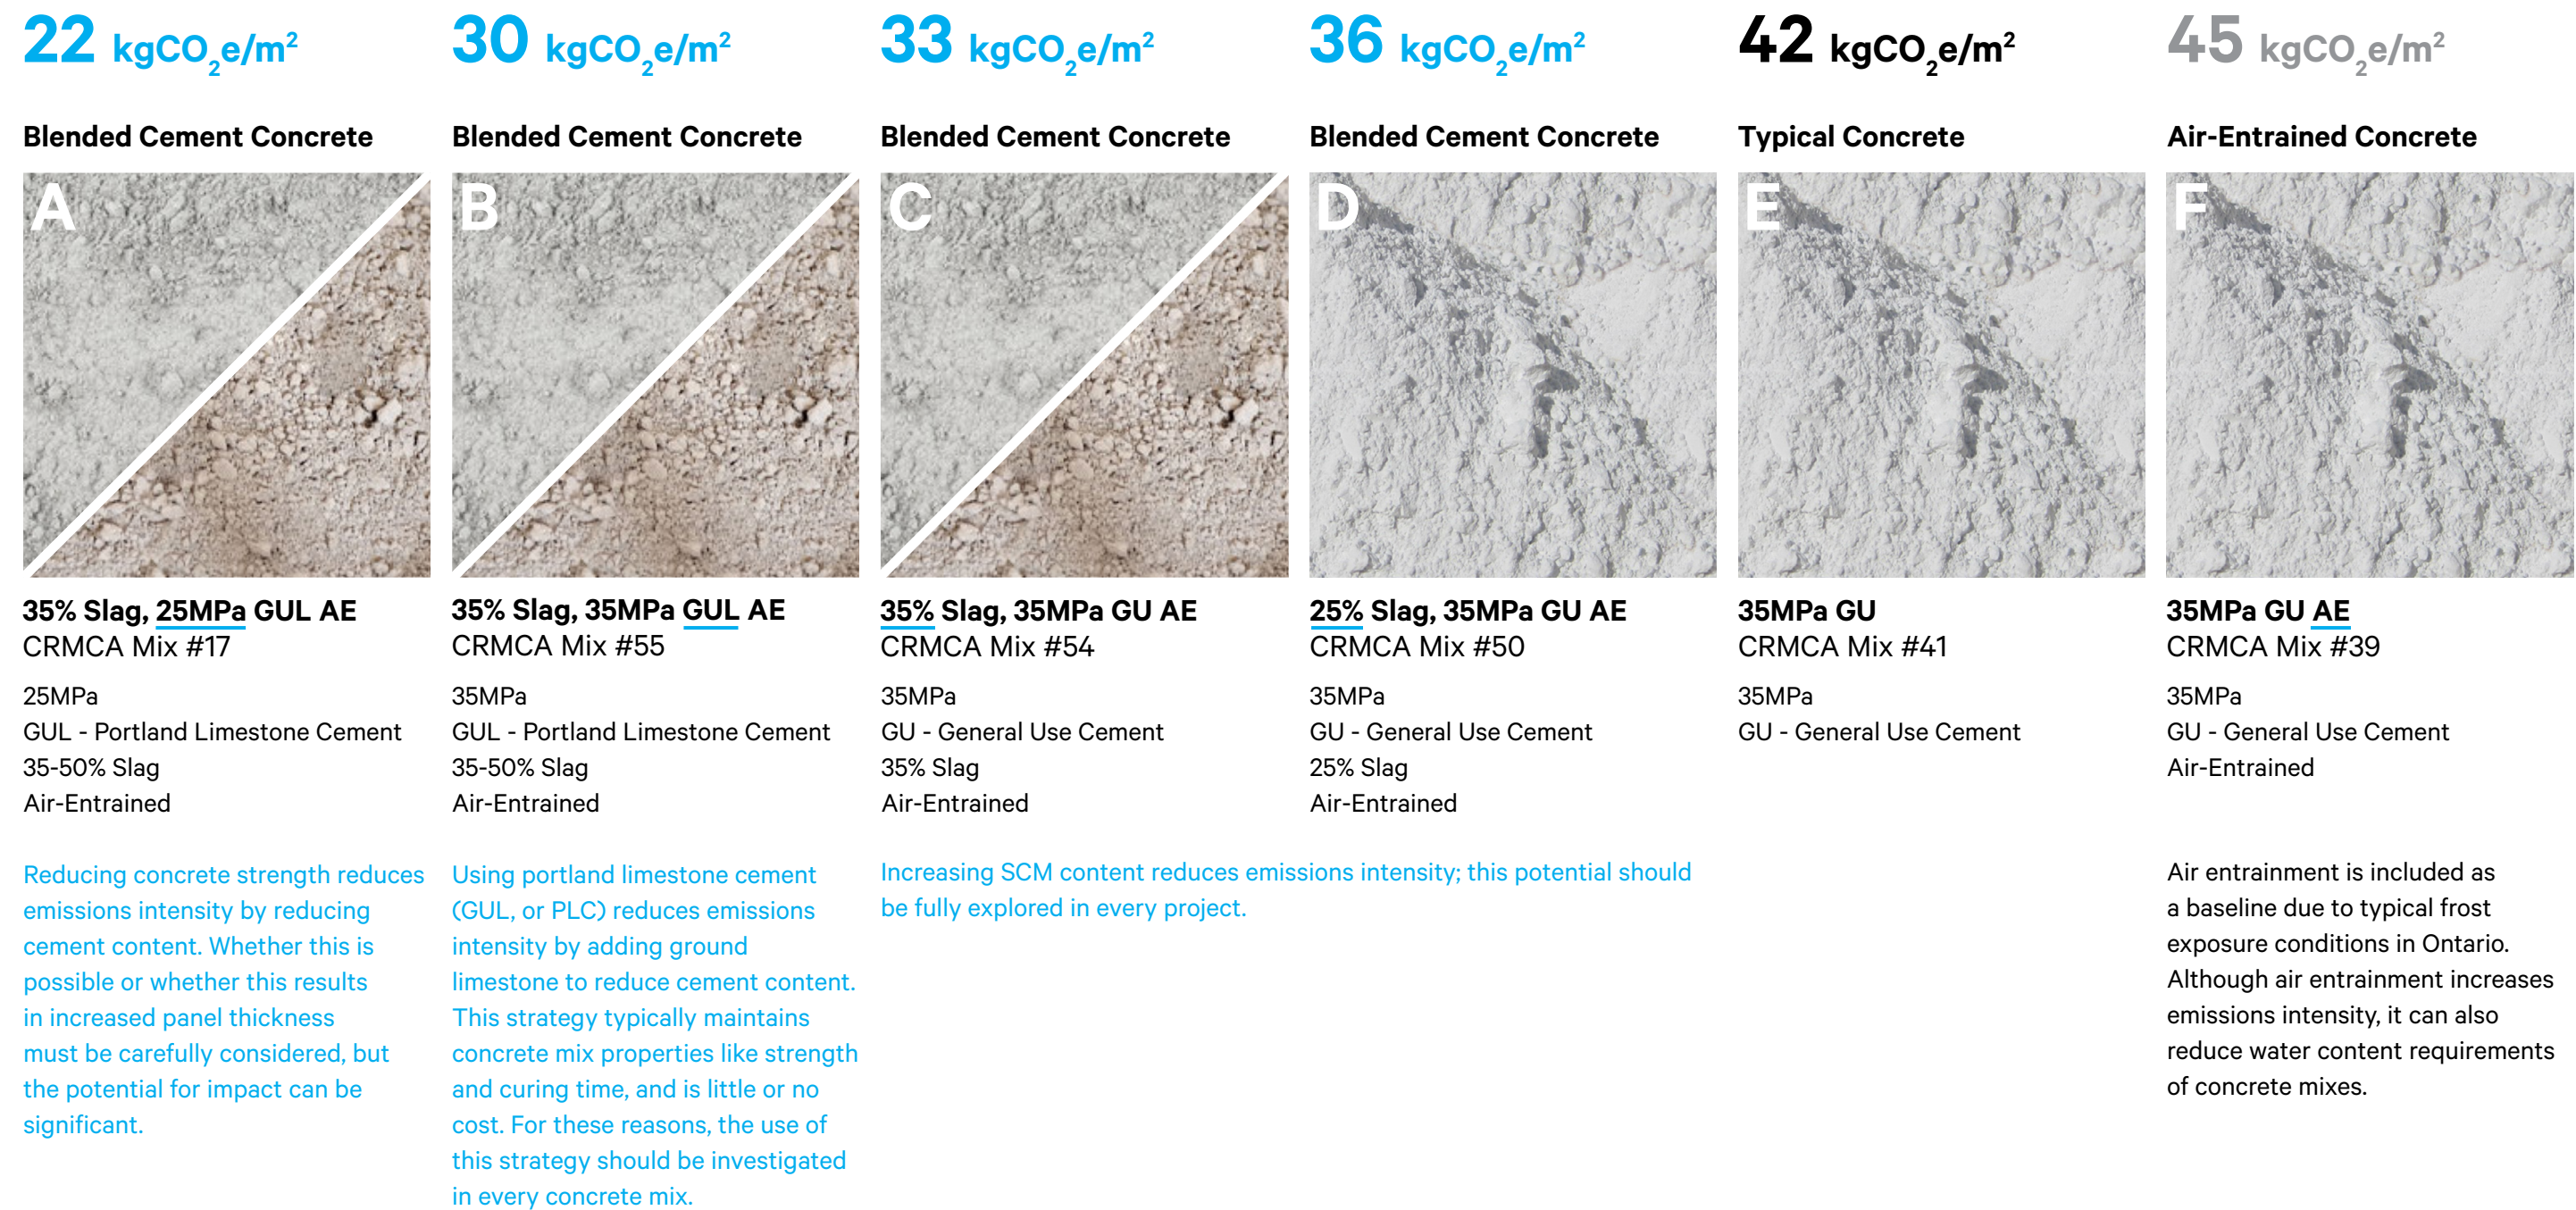 22 kgCO₂e/m²
Blended Cement Concrete
A
35% Slag, 25MPa GUL AE
CRMCA Mix #17
25MPa
GUL - Portland Limestone Cement
35-50% Slag
Air-Entrained
Reducing concrete strength reduces
emissions intensity by reducing
cement content. Whether this is
possible or whether this results
in increased panel thickness
must be carefully considered, but
the potential for impact can be
significant.
30 kgCO₂e/m²
Blended Cement Concrete
B
35% Slag, 35MPa GUL AE
CRMCA Mix #55
35MPa
GUL - Portland Limestone Cement
35-50% Slag
Air-Entrained
Using portland limestone cement
(GUL, or PLC) reduces emissions
intensity by adding ground
limestone to reduce cement content.
This strategy typically maintains
concrete mix properties like strength
and curing time, and is little or no
cost. For these reasons, the use of
this strategy should be investigated
in every concrete mix.
33 kgCO₂e/m²
Blended Cement Concrete
C
35% Slag, 35MPa GU AE
CRMCA Mix #54
35MPa
GU - General Use Cement
35% Slag
Air-Entrained
Increasing SCM content reduces emissions intensity; this potential should
be fully explored in every project.
36 kgCO₂e/m²
Blended Cement Concrete
D
25% Slag, 35MPa GU AE
CRMCA Mix #50
35MPa
GU - General Use Cement
25% Slag
Air-Entrained
42 kgCO₂e/m²
Typical Concrete
E
35MPa GU
CRMCA Mix #41
35MPa
GU - General Use Cement
45 kgCO₂e/m²
Air-Entrained Concrete
F
35MPa GU AE
CRMCA Mix #39
35MPa
GU - General Use Cement
Air-Entrained
Air entrainment is included as
a baseline due to typical frost
exposure conditions in Ontario.
Although air entrainment increases
emissions intensity, it can also
reduce water content requirements
of concrete mixes.